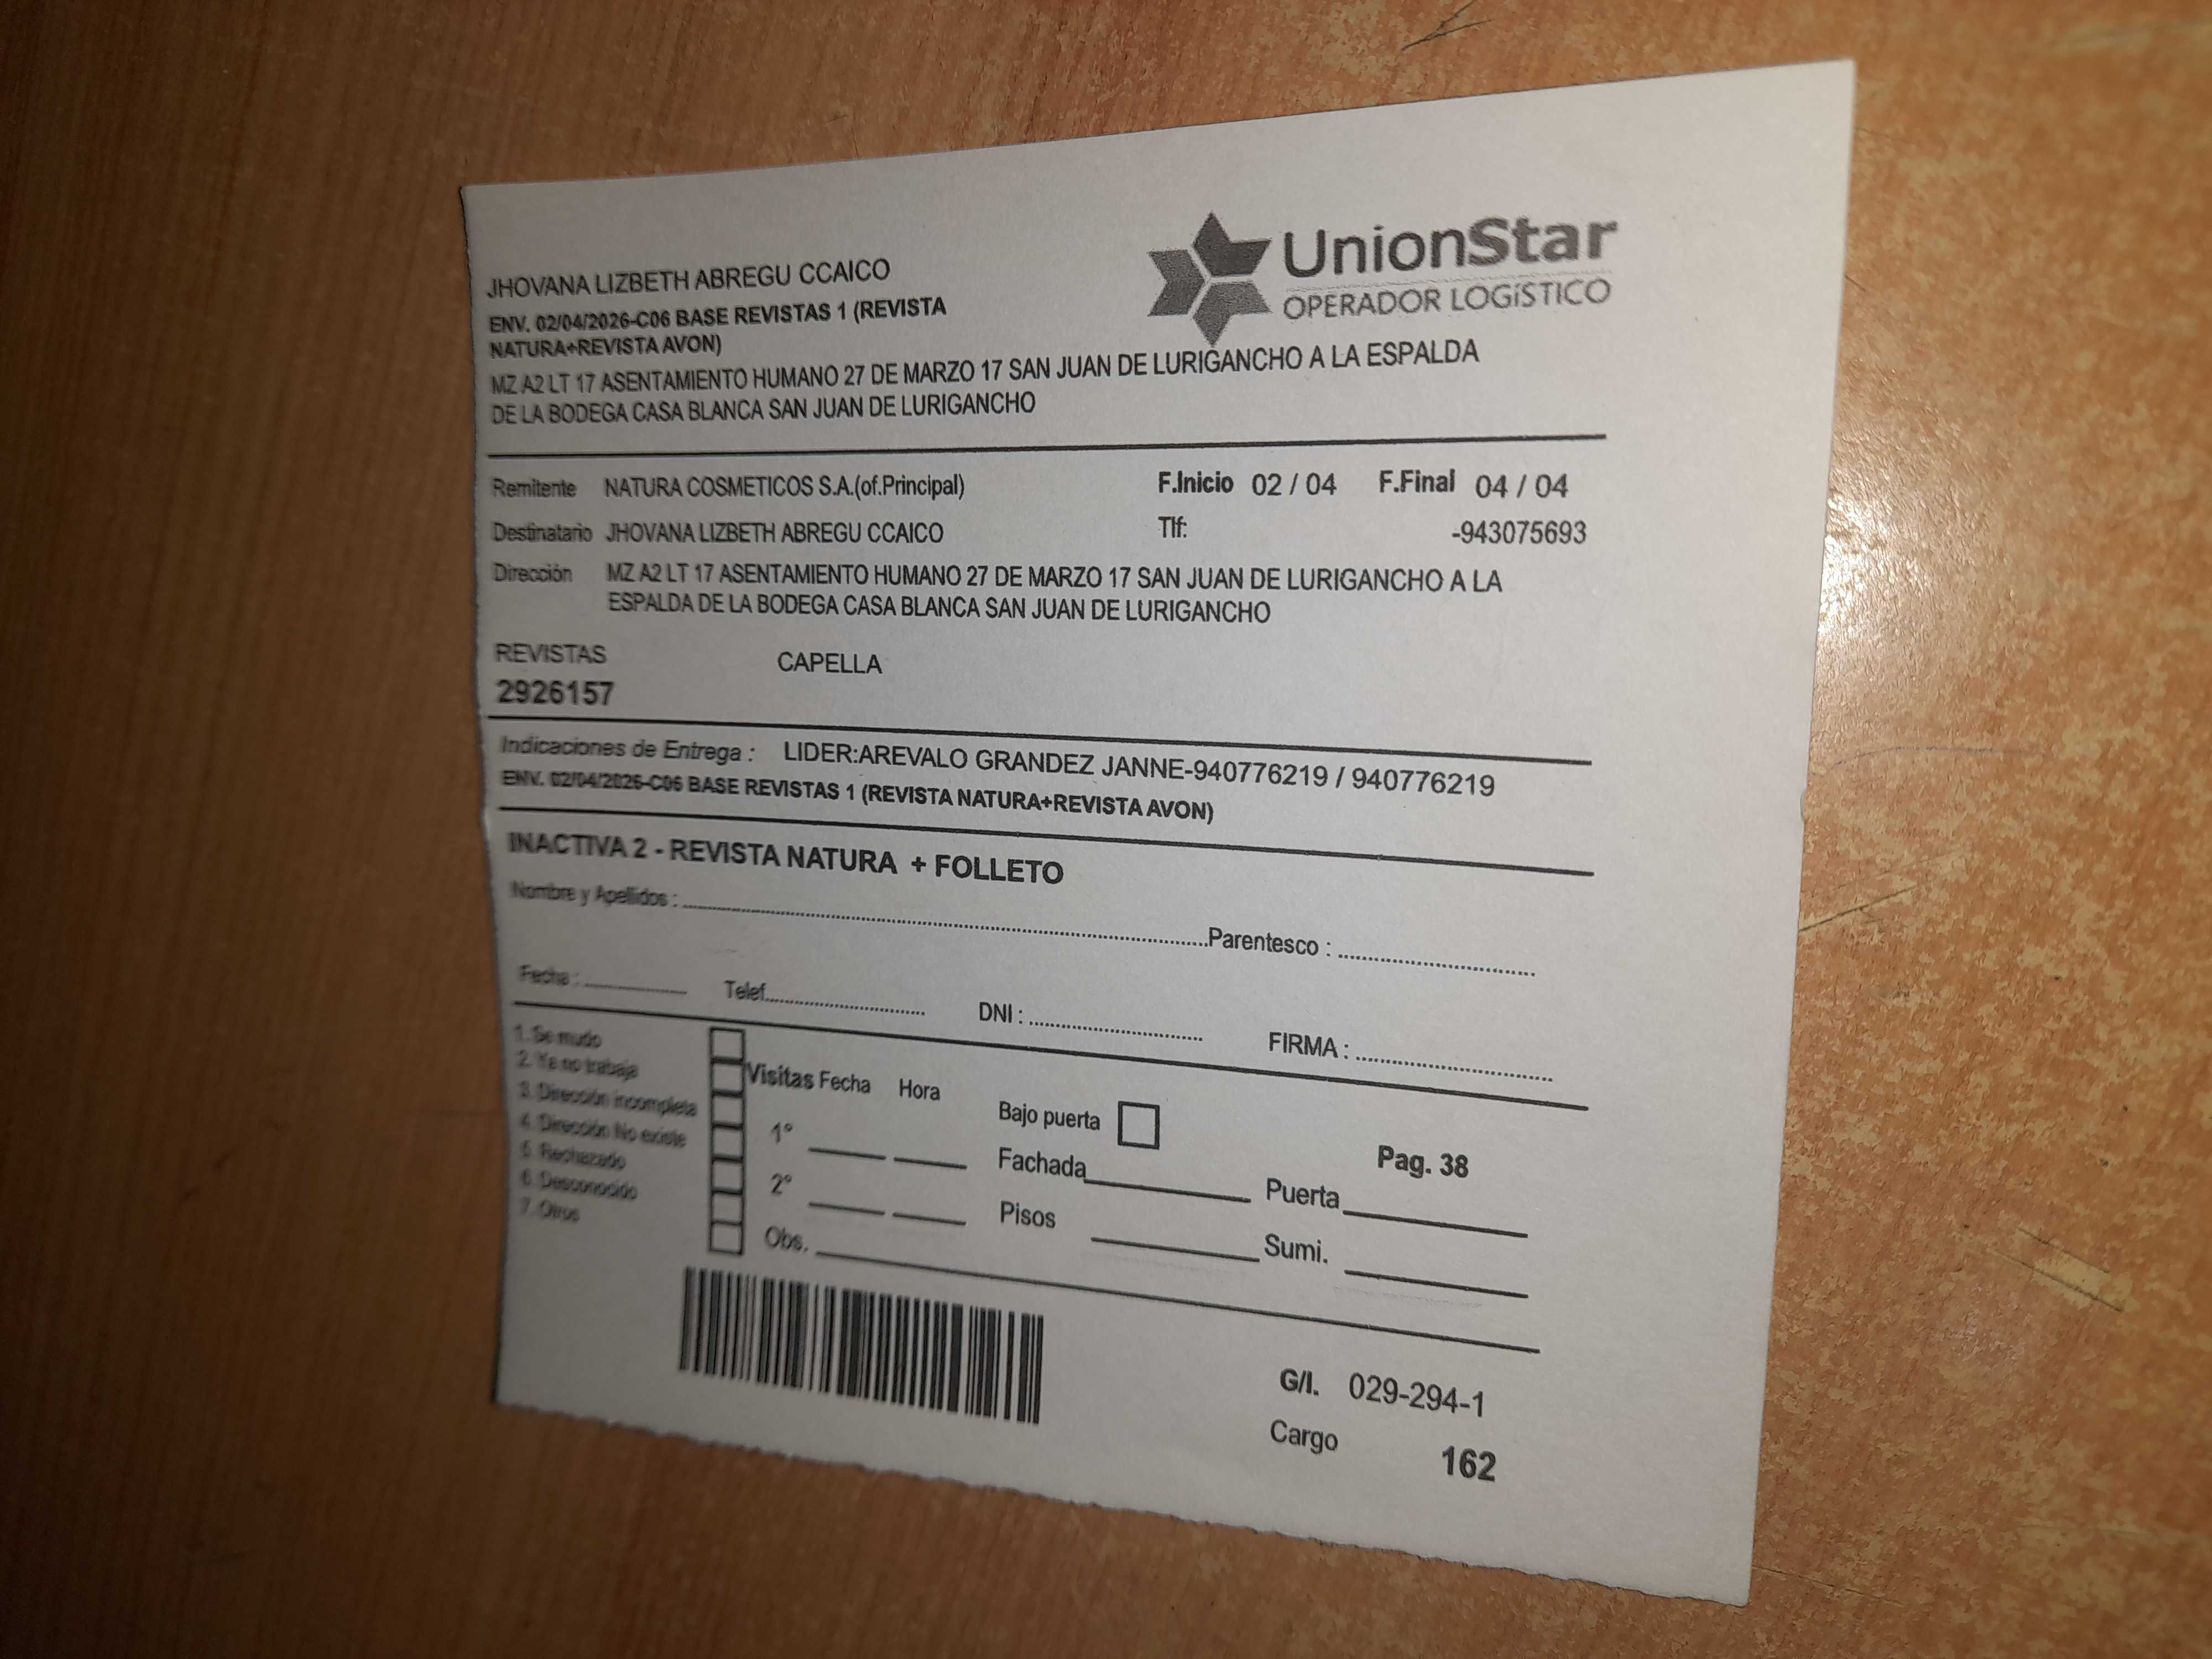 UnionStar
OPERADOR LOGíSTICO
JHOVANA LIZBETH ABREGU CCAICO
ENV. 02/04/2026-C06 BASE REVISTAS 1 (REVISTA
NATURA+REVISTA AVON)
MZ A2 LT 17 ASENTAMIENTO HUMANO 27 DE MARZO 17 SAN JUAN DE LURIGANCHO A LA ESPALDA
DE LA BODEGA CASA BLANCA SAN JUAN DE LURIGANCHO
Remitente NATURA COSMETICOS S.A.(of.Principal) F.Inicio 02 / 04 F.Final 04 / 04
Destinatario JHOVANA LIZBETH ABREGU CCAICO Tlf: -943075693
Dirección MZ A2 LT 17 ASENTAMIENTO HUMANO 27 DE MARZO 17 SAN JUAN DE LURIGANCHO A LA
ESPALDA DE LA BODEGA CASA BLANCA SAN JUAN DE LURIGANCHO
REVISTAS CAPELLA
2926157
Indicaciones de Entrega : LIDER:AREVALO GRANDEZ JANNE-940776219 / 940776219
ENV. 02/04/2026-C06 BASE REVISTAS 1 (REVISTA NATURA+REVISTA AVON)
INACTIVA 2 - REVISTA NATURA + FOLLETO
Nombre y Apellidos : Parentesco :
Fecha : Telef. DNI : FIRMA :
1. Se mudo
2. Ya no trabaja
3. Dirección incompleta
4. Dirección No existe
5. Rechazado
6. Desconocido
7. Otros
Visitas Fecha Hora
1°
2°
Obs.
Bajo puerta
Pag. 38
Fachada Puerta
Pisos Sumi.
G/I. 029-294-1
Cargo 162